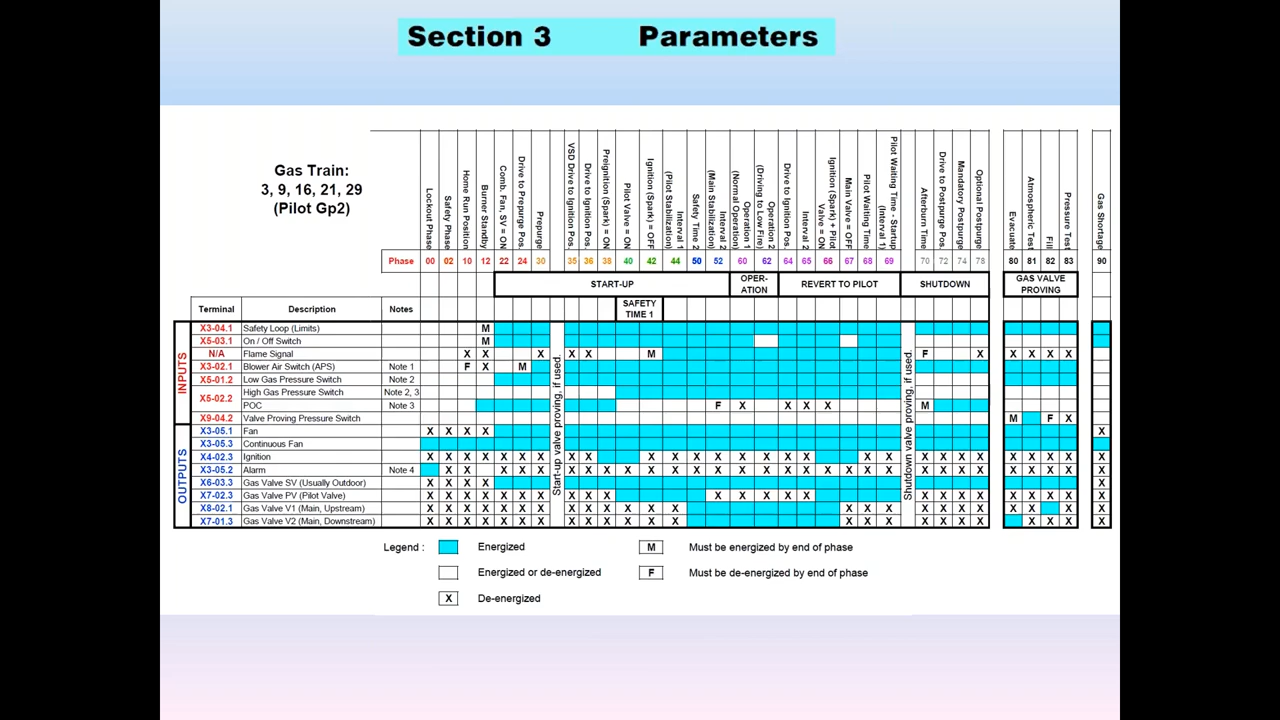 Section 3 Parameters
Gas Train:
3, 9, 16, 21, 29
(Pilot Gp2)
Lockout Phase
Safety Phase
Home Run Position
Burner Standby
Comb. Fan, SV = ON
Drive to Prepurge Pos.
Prepurge
VSD Drive to Ignition Pos.
Drive to Ignition Pos.
Preignition (Spark) = ON
Pilot Valve = ON
Ignition (Spark) = OFF
Interval 1
(Pilot Stabilization)
Safety Time 2
Interval 2
(Main Stabilization)
Operation 1
(Normal Operation)
Operation 2
(Driving to Low Fire)
Drive to Ignition Pos.
Interval 2
Ignition (Spark) + Pilot
Valve = ON
Main Valve = OFF
Pilot Waiting Time
Pilot Waiting Time - Startup
(Interval 1)
Afterburn Time
Drive to Postpurge Pos.
Mandatory Postpurge
Optional Postpurge
Evacuate
Atmospheric Test
Fill
Pressure Test
Gas Shortage
Phase 00 02 10 12 22 24 30 35 36 38 40 42 44 50 52 60 62 64 65 66 67 68 69 70 72 74 78 80 81 82 83 90
START-UP
OPER-
ATION
REVERT TO PILOT
SHUTDOWN
GAS VALVE
PROVING
Terminal Description Notes
SAFETY
TIME 1
INPUTS
X3-04.1 Safety Loop (Limits) M
X5-03.1 On / Off Switch M
N/A Flame Signal X X X X X M F X X X X X
X3-02.1 Blower Air Switch (APS) Note 1 F X M
X5-01.2 Low Gas Pressure Switch Note 2
X5-02.2
High Gas Pressure Switch Note 2, 3
POC Note 3 F X X X X M
X9-04.2 Valve Proving Pressure Switch M F X
Start-up valve proving, if used.
Shutdown valve proving, if used.
OUTPUTS
X3-05.1 Fan X X X X X
X3-05.3 Continuous Fan
X4-02.3 Ignition X X X X X X X X X X X X X X X X X X X X X X X X X X X X
X3-05.2 Alarm Note 4 X X X X X X X X X X X X X X X X X X X X X X X X X X X X X X X
X6-03.3 Gas Valve SV (Usually Outdoor) X X X X X
X7-02.3 Gas Valve PV (Pilot Valve) X X X X X X X X X X X X X X X X X X X X X X X X
X8-02.1 Gas Valve V1 (Main, Upstream) X X X X X X X X X X X X X X X X X X X X X X X X
X7-01.3 Gas Valve V2 (Main, Downstream) X X X X X X X X X X X X X X X X X X X X X X X X
Legend :
Energized
M Must be energized by end of phase
Energized or de-energized
F Must be de-energized by end of phase
X De-energized